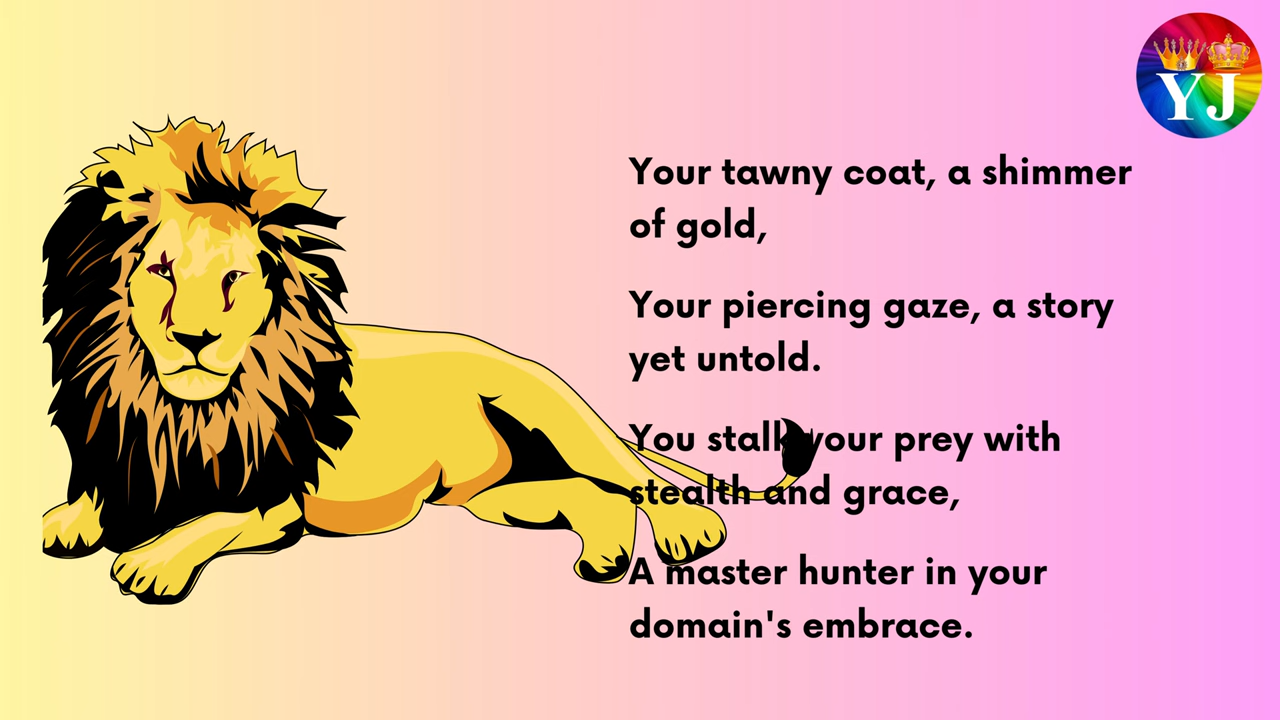 YJ
Your tawny coat, a shimmer
of gold,
Your piercing gaze, a story
yet untold.
You stalk your prey with
stealth and grace,
A master hunter in your
domain's embrace.